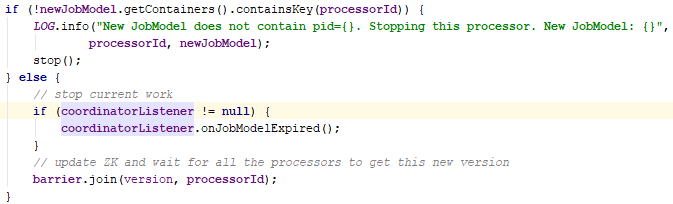 if (!newJobModel.getContainers().containsKey(processorId)) {
LOG.info("New JobModel does not contain pid={}. Stopping this processor. New JobModel: {}",
processorId, newJobModel);
stop();
} else {
// stop current work
if (coordinatorListener != null) {
coordinatorListener.onJobModelExpired();
}
// update ZK and wait for all the processors to get this new version
barrier.join(version, processorId);
}